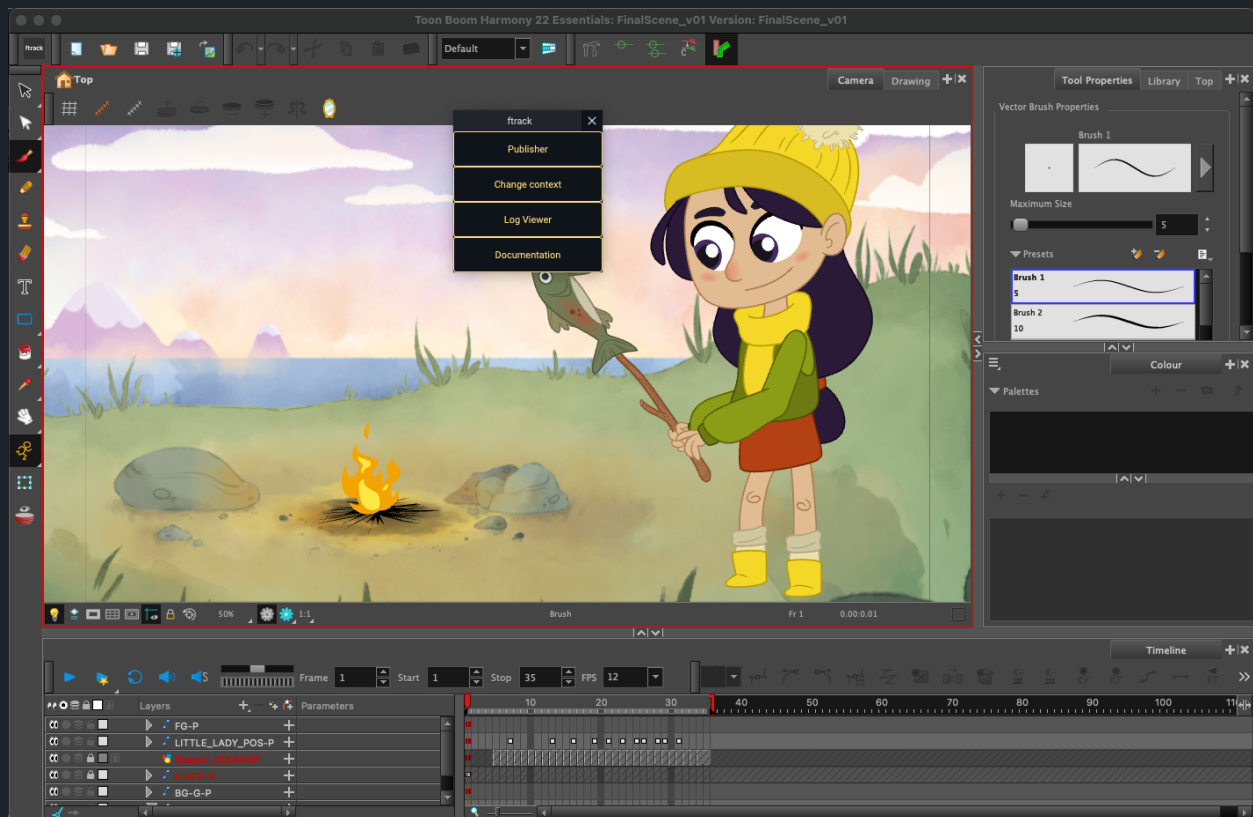 Toon Boom Harmony 22 Essentials: FinalScene_v01 Version: FinalScene_v01
ftrack
Default
Top
Camera
Drawing
Tool Properties
Library
Top
ftrack
Publisher
Change context
Log Viewer
Documentation
Vector Brush Properties
Brush 1
Maximum Size
5
Presets
Brush 1
5
Brush 2
10
Colour
Palettes
50%
1:1
Brush
Fr 1
0.00:0.01
Timeline
Frame 1 Start 1 Stop 35 FPS 12
Layers
Parameters
10 20 30 40 50 60 70 80 90 100
FG-P
LITTLE_LADY_POS-P
BG-G-P